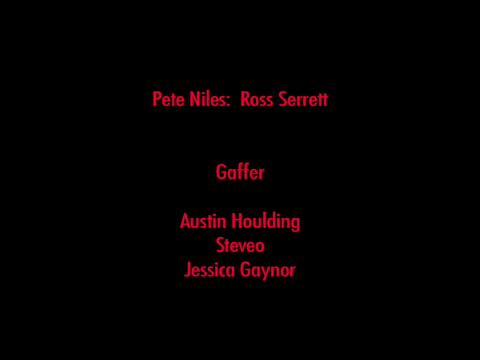 Pete Niles:  Ross Serrett
Gaffer
Austin Houlding
Steveo
Jessica Gaynor